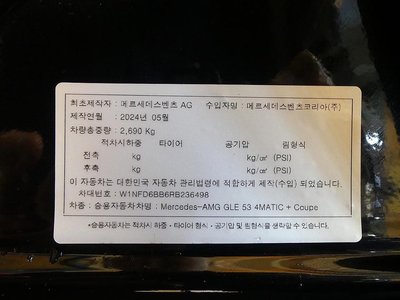 최초제작자 : 메르세데스벤츠 AG 수입자명 : 메르세데스벤츠코리아(주)
제작연월 : 2024년 05월
차량총중량 : 2,690 Kg
적차시하중 타이어 공기압 림형식
전축 kg kg/㎠ (PSI)
후축 kg kg/㎠ (PSI)
이 자동차는 대한민국 자동차 관리법령에 적합하게 제작(수입) 되었습니다.
차대번호 : W1NFD6BB6RB236498
차종 : 승용자동차차명 : Mercedes-AMG GLE 53 4MATIC + Coupe
*승용자동차는 적차시 하중·타이어 형식·공기압 및 림형식을 생략할 수 있습니다.